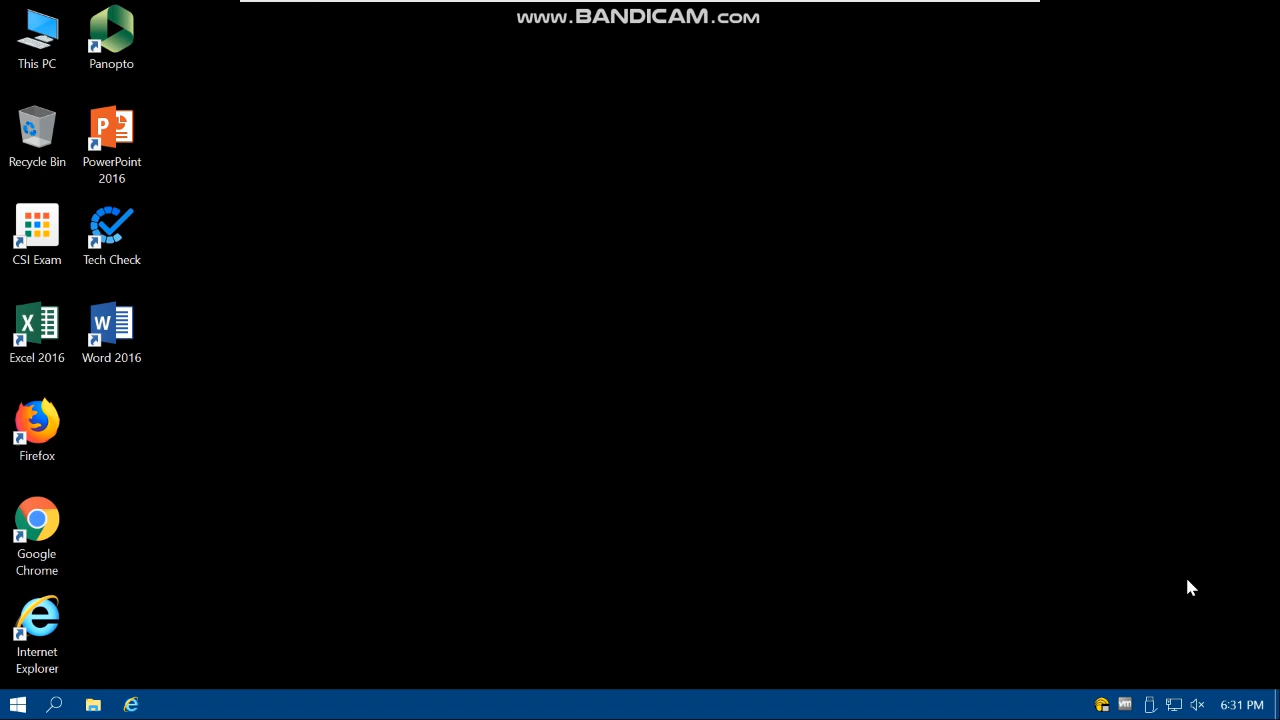 www.BANDICAM.com
This PC
Panopto
Recycle Bin
PowerPoint
2016
CSI Exam
Tech Check
Excel 2016
Word 2016
Firefox
Google
Chrome
Internet
Explorer
vm
6:31 PM